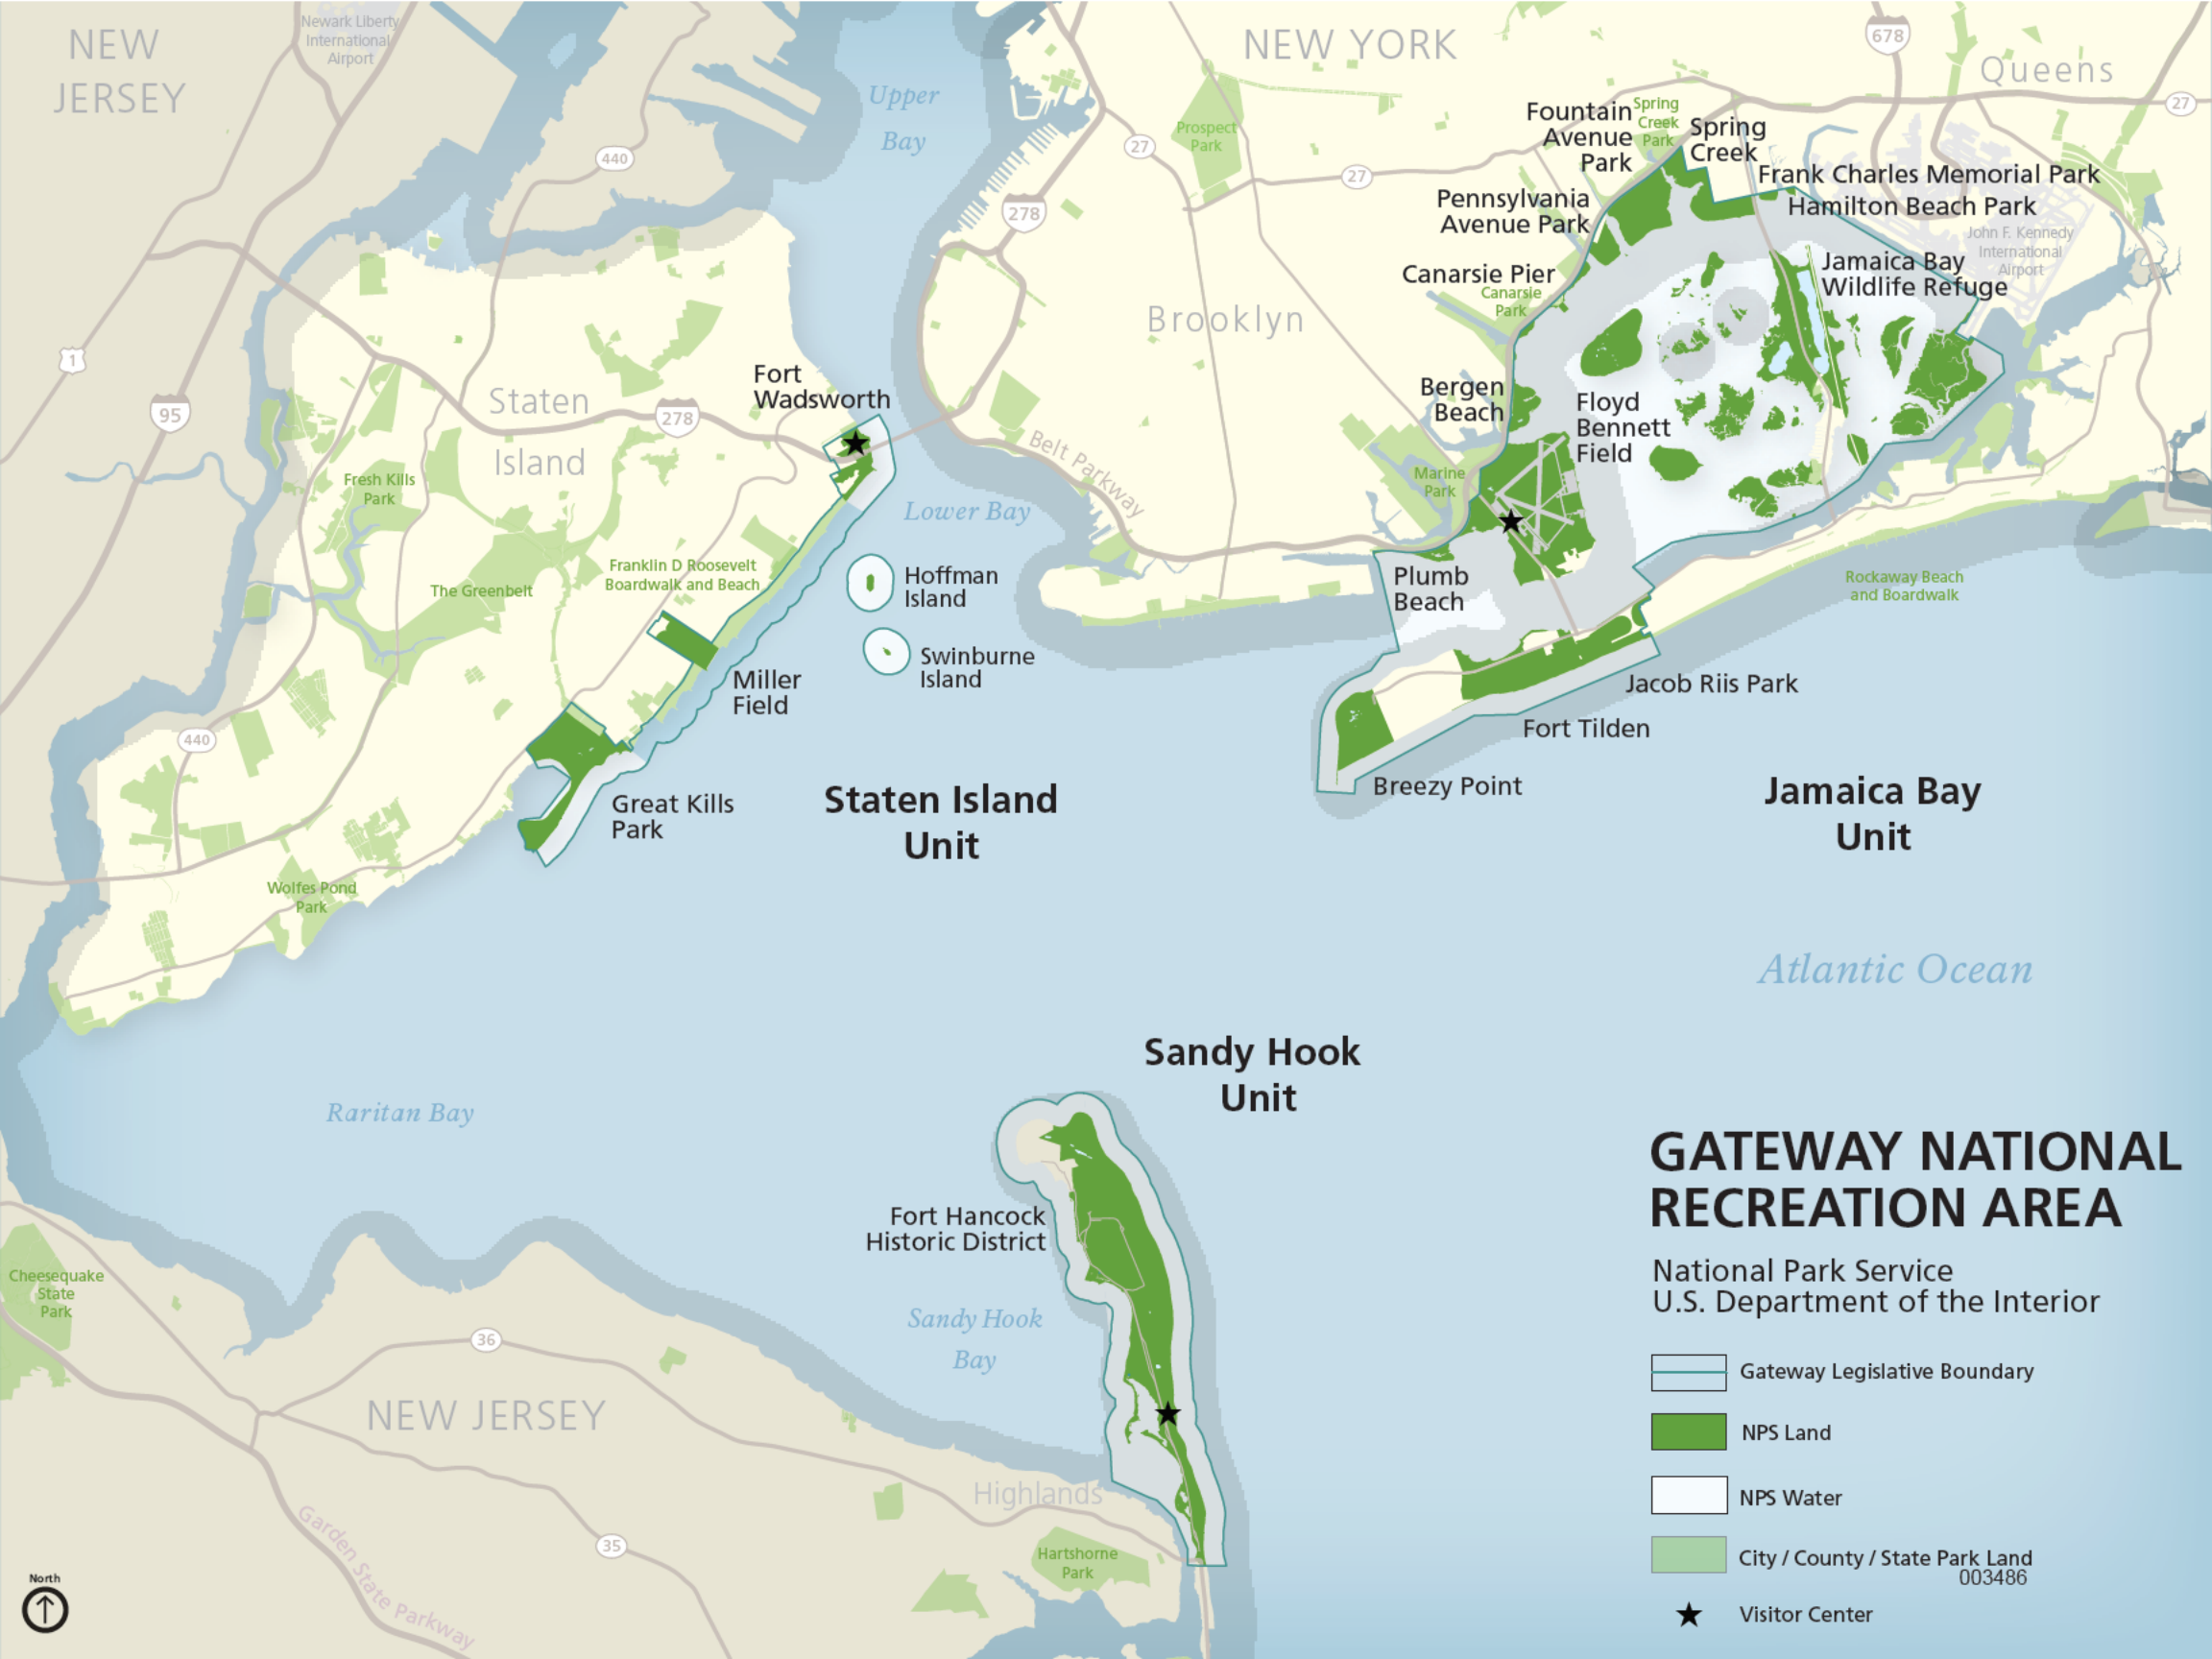 NEW
JERSEY
Newark Liberty
International
Airport
Upper
Bay
NEW YORK
678
Queens
27
Prospect
Park
27
27
440
278
Fountain
Avenue
Park
Spring
Creek
Park
Spring
Creek
Frank Charles Memorial Park
Hamilton Beach Park
John F. Kennedy
International
Airport
Pennsylvania
Avenue Park
Canarsie Pier
Canarsie
Park
Jamaica Bay
Wildlife Refuge
Brooklyn
1
95
Staten
Island
278
Fort
Wadsworth
Belt Parkway
Bergen
Beach
Floyd
Bennett
Field
Marine
Park
Fresh Kills
Park
Lower Bay
The Greenbelt
Franklin D Roosevelt
Boardwalk and Beach
Hoffman
Island
Swinburne
Island
Plumb
Beach
Rockaway Beach
and Boardwalk
Miller
Field
Jacob Riis Park
Fort Tilden
Breezy Point
440
Great Kills
Park
Staten Island
Unit
Jamaica Bay
Unit
Wolfes Pond
Park
Atlantic Ocean
Sandy Hook
Unit
Raritan Bay
Fort Hancock
Historic District
Sandy Hook
Bay
Cheesequake
State
Park
36
NEW JERSEY
Highlands
Garden State Parkway
35
Hartshorne
Park
North
GATEWAY NATIONAL
RECREATION AREA
National Park Service
U.S. Department of the Interior
Gateway Legislative Boundary
NPS Land
NPS Water
City / County / State Park Land
003486
Visitor Center